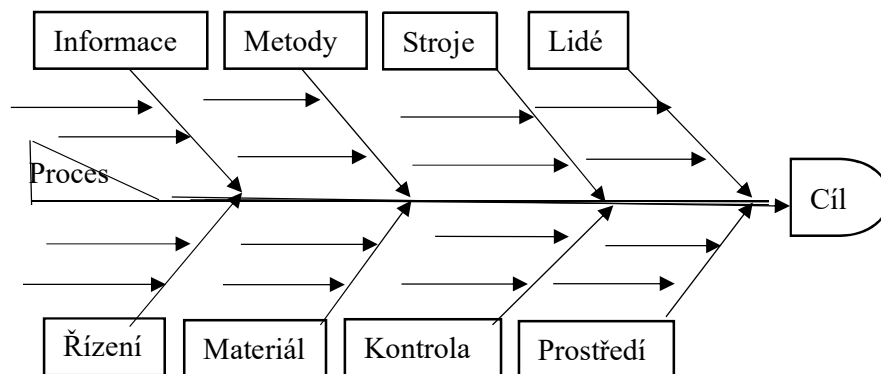 Informace
Metody
Stroje
Lidé
Proces
Cíl
Řízení
Materiál
Kontrola
Prostředí